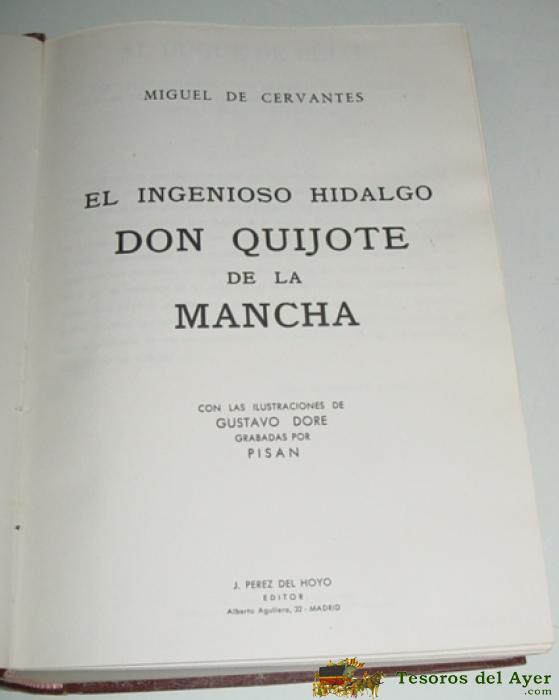 MIGUEL DE CERVANTES
EL INGENIOSO HIDALGO
DON QUIJOTE
DE LA
MANCHA
CON LAS ILUSTRACIONES DE
GUSTAVO DORE
GRABADAS POR
PISAN
J. PEREZ DEL HOYO
EDITOR
Alberto Aguilera, 32 - MADRID
Tesoros del Ayer
.com